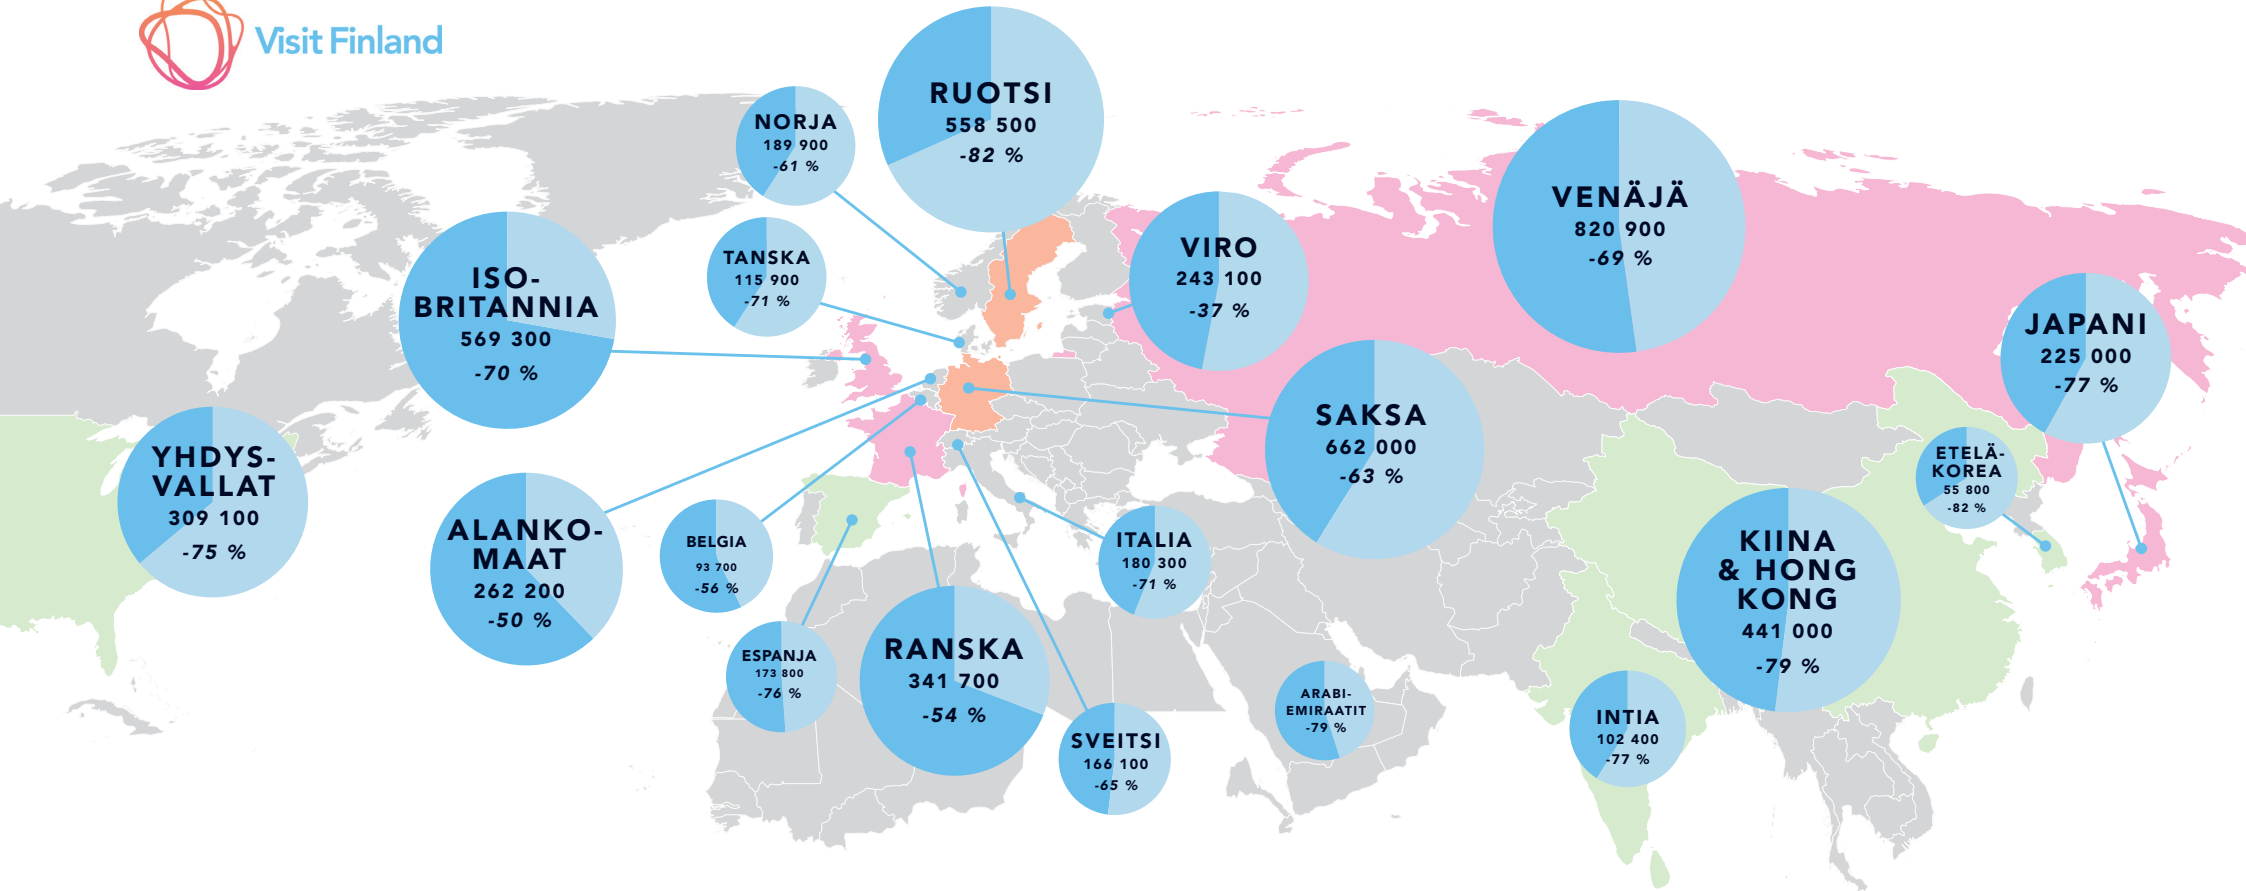 Visit Finland
RUOTSI
558 500
-82 %
NORJA
189 900
-61 %
VENÄJÄ
820 900
-69 %
TANSKA
115 900
-71 %
VIRO
243 100
-37 %
ISO-
BRITANNIA
569 300
-70 %
JAPANI
225 000
-77 %
SAKSA
662 000
-63 %
YHDYS-
VALLAT
309 100
-75 %
ETELÄ-
KOREA
55 800
-82 %
ALANKO-
MAAT
262 200
-50 %
BELGIA
93 700
-56 %
ITALIA
180 300
-71 %
KIINA
& HONG
KONG
441 000
-79 %
ESPANJA
173 800
-76 %
RANSKA
341 700
-54 %
ARABI-
EMIRAATIT
-79 %
INTIA
102 400
-77 %
SVEITSI
166 100
-65 %